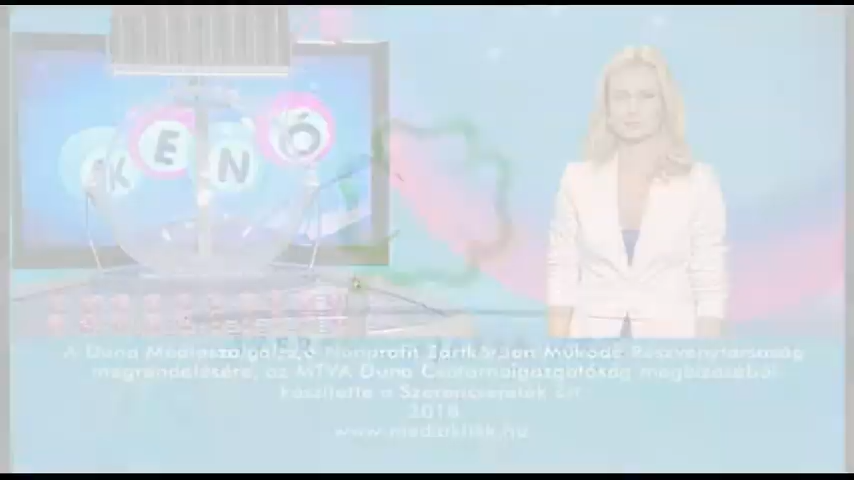 KENÓ
A Duna Médiaszolgáltató Nonprofit Zártkörűen Működő Részvénytársaság
megrendelésére, az MTVA Duna Csatornaigazgatóság megbízásából
készítette a Szerencsejáték Zrt.
2018
www.mediaklikk.hu